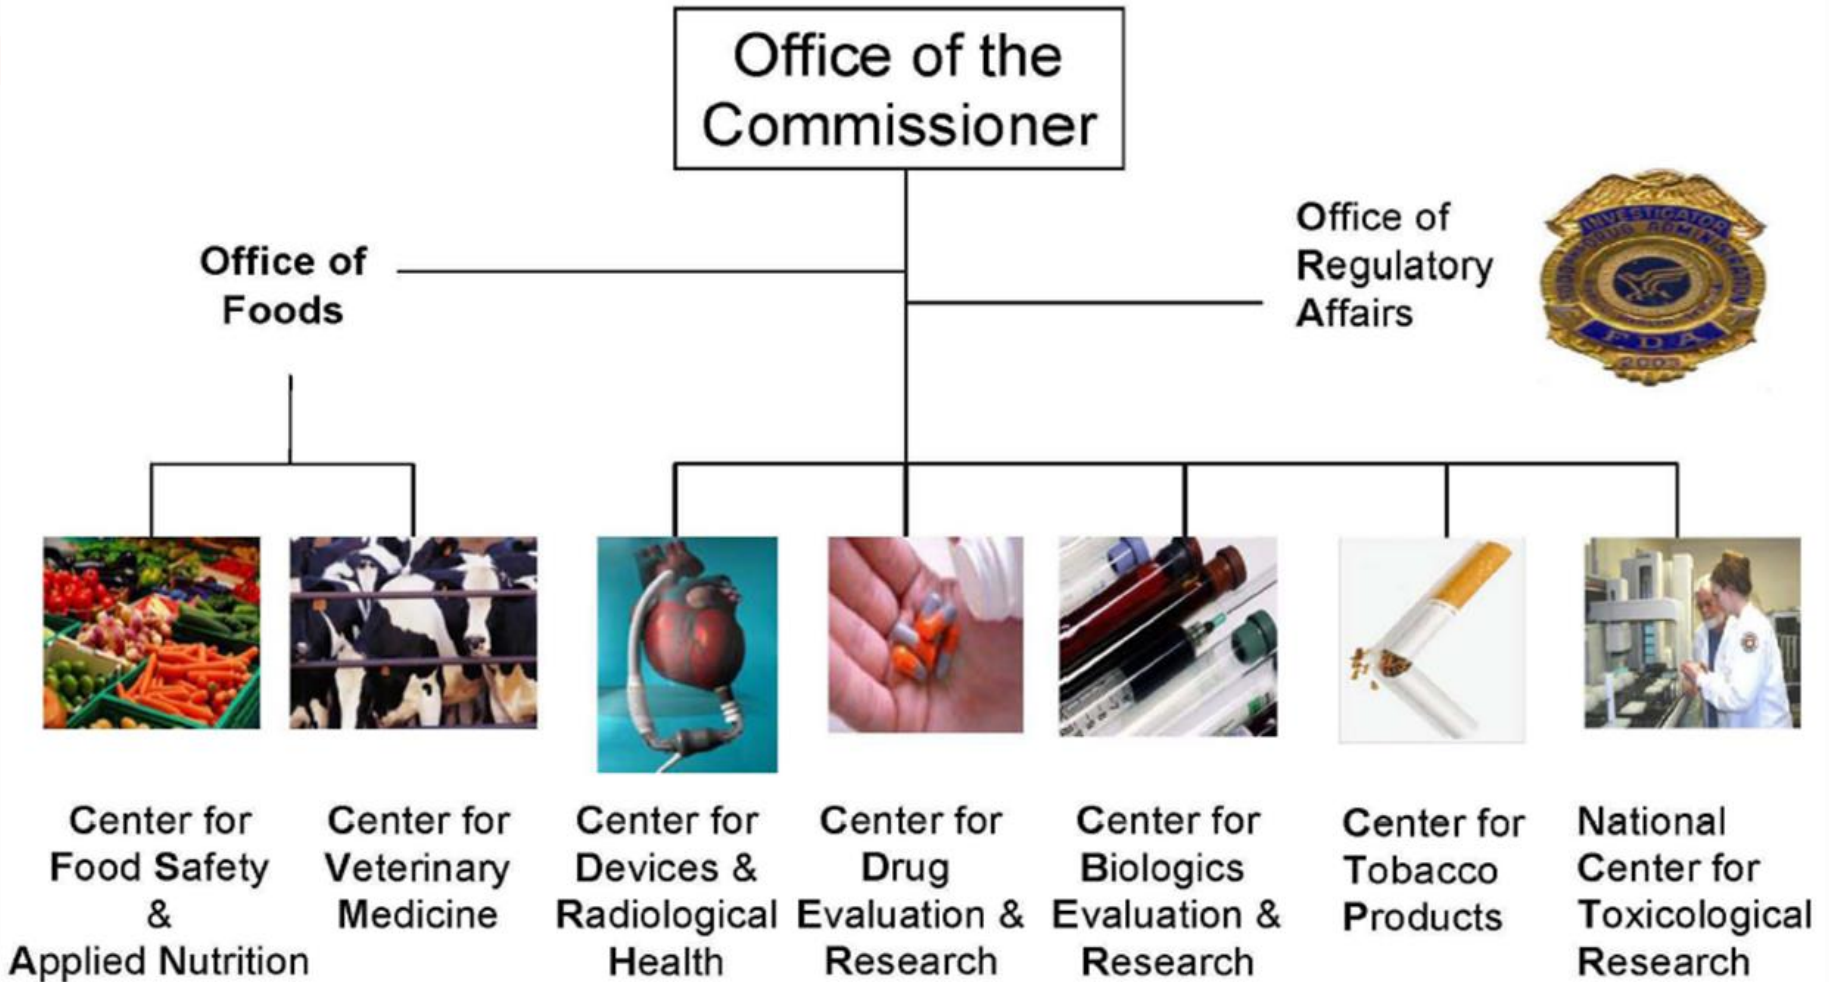 Office of the
Commissioner
Office of
Regulatory
Affairs
INVESTIGATOR
FDA
Office of
Foods
Center for
Food Safety
&
Applied Nutrition
Center for
Veterinary
Medicine
Center for
Devices &
Radiological
Health
Center for
Drug
Evaluation &
Research
Center for
Biologics
Evaluation &
Research
Center for
Tobacco
Products
National
Center for
Toxicological
Research